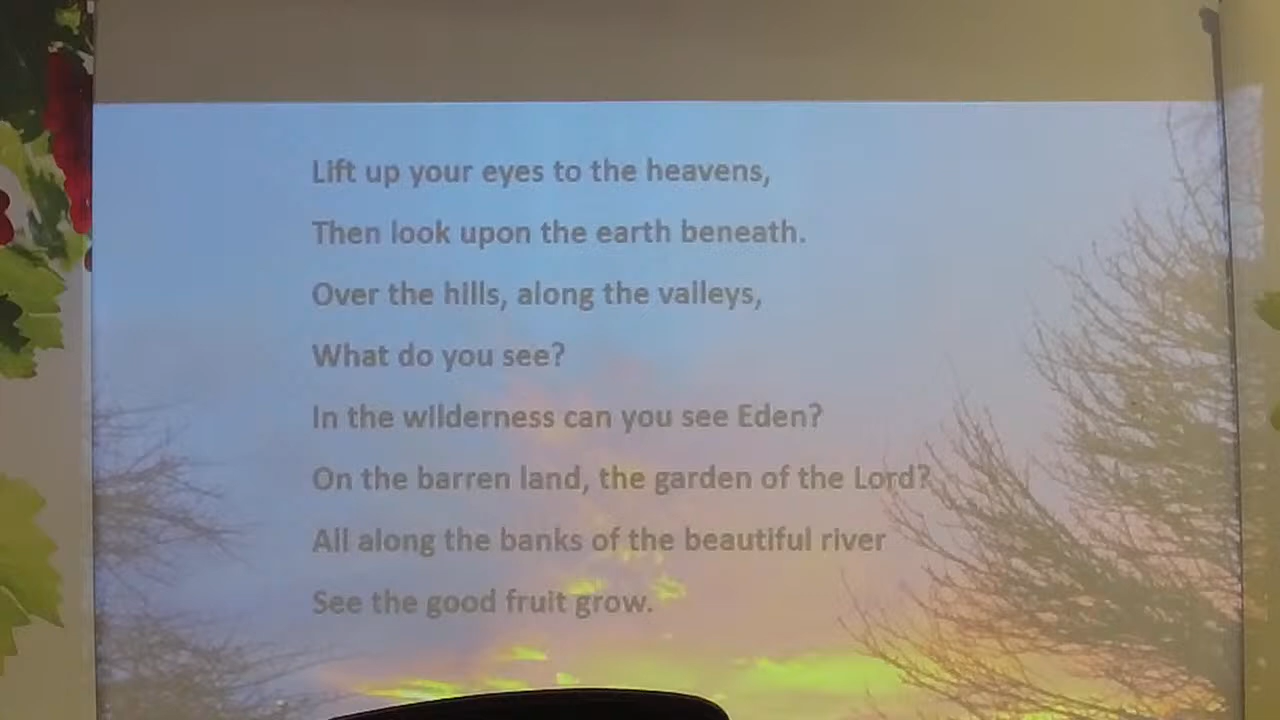 Lift up your eyes to the heavens,
Then look upon the earth beneath.
Over the hills, along the valleys,
What do you see?
In the wilderness can you see Eden?
On the barren land, the garden of the Lord?
All along the banks of the beautiful river
See the good fruit grow.